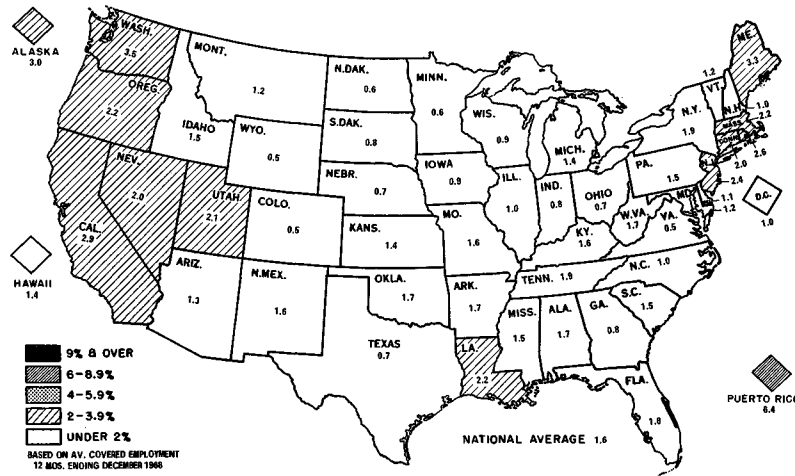 WASH.
3.5
ALASKA
3.0
OREG.
2.2
MONT.
1.2
IDAHO
1.5
WYO.
0.5
N.DAK.
0.6
S.DAK.
0.8
NEBR.
0.7
MINN.
0.6
WIS.
0.9
MICH.
1.4
IOWA
0.9
NEV.
2.0
UTAH
2.1
COLO.
0.5
KANS.
1.4
CAL.
2.9
HAWAII
1.4
ARIZ.
1.3
N.MEX.
1.6
OKLA.
1.7
TEXAS
0.7
MO.
1.6
ARK.
1.7
LA.
2.2
ILL.
1.0
IND.
0.8
OHIO
0.7
KY.
1.6
TENN. 1.9
MISS.
1.5
ALA.
1.7
GA.
0.8
FLA.
1.8
S.C.
1.5
N.C. 1.0
VA.
0.5
W.VA.
1.7
PA.
1.5
N.Y.
1.9
1.2
VT.
N.H.
1.0
ME.
3.3
MASS.
2.2
CONN.
2.6
2.0
N.J.
2.4
MD.
1.1
1.2
D.C.
1.0
PUERTO RICO
6.4
9% & OVER
6-8.9%
4-5.9%
2-3.9%
UNDER 2%
BASED ON AV. COVERED EMPLOYMENT
12 MOS. ENDING DECEMBER 1968
NATIONAL AVERAGE 1.6